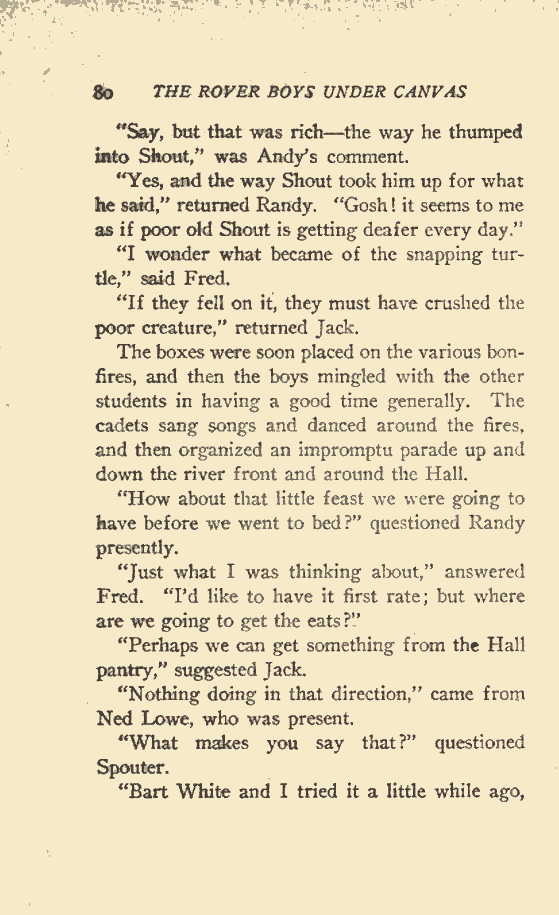 80 THE ROVER BOYS UNDER CANVAS
“Say, but that was rich—the way he thumped
into Shout,” was Andy’s comment.
“Yes, and the way Shout took him up for what
he said,” returned Randy. “Gosh! it seems to me
as if poor old Shout is getting deafer every day.”
“I wonder what became of the snapping tur-
tle,” said Fred.
“If they fell on it, they must have crushed the
poor creature,” returned Jack.
The boxes were soon placed on the various bon-
fires, and then the boys mingled with the other
students in having a good time generally. The
cadets sang songs and danced around the fires,
and then organized an impromptu parade up and
down the river front and around the Hall.
“How about that little feast we were going to
have before we went to bed?” questioned Randy
presently.
“Just what I was thinking about,” answered
Fred. “I’d like to have it first rate; but where
are we going to get the eats?”
“Perhaps we can get something from the Hall
pantry,” suggested Jack.
“Nothing doing in that direction,” came from
Ned Lowe, who was present.
“What makes you say that?” questioned
Spouter.
“Bart White and I tried it a little while ago,